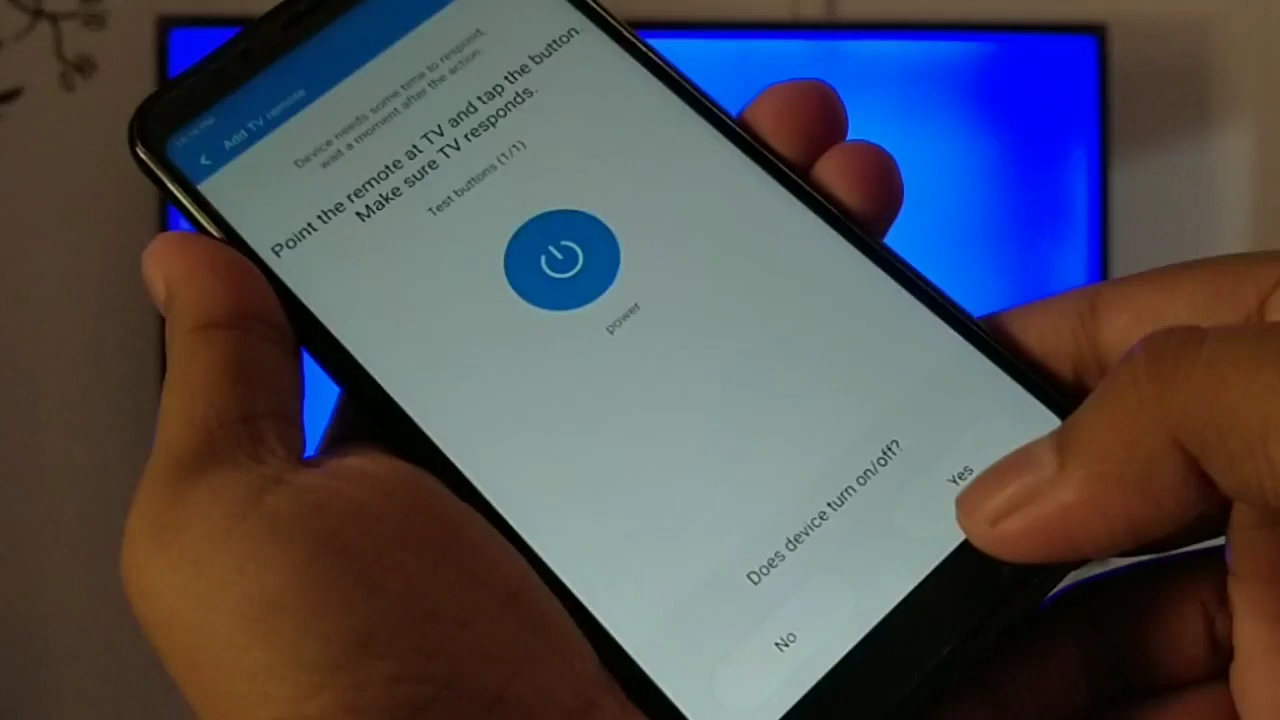 Add TV remote
Device needs some time to respond,
wait a moment after the action.
Point the remote at TV and tap the button.
Make sure TV responds.
Test buttons (1/1)
power
Does device turn on/off?
Yes
No